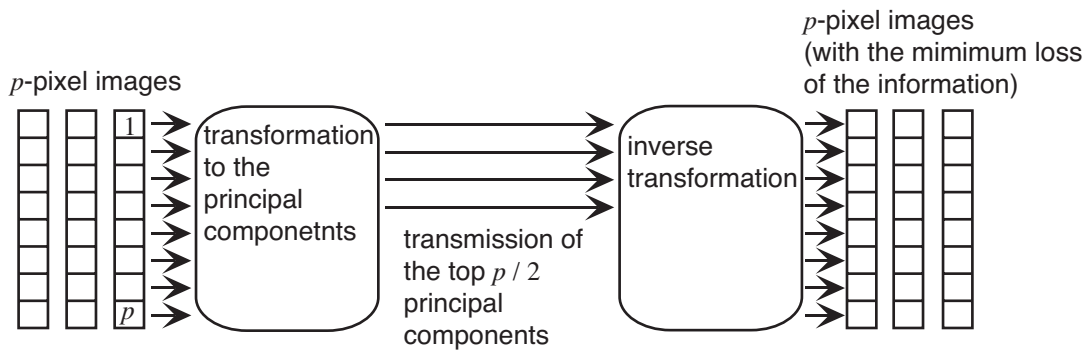 p-pixel images
1
p
transformation
to the
principal
componetnts
transmission of
the top p / 2
principal
components
inverse
transformation
p-pixel images
(with the mimimum loss
of the information)